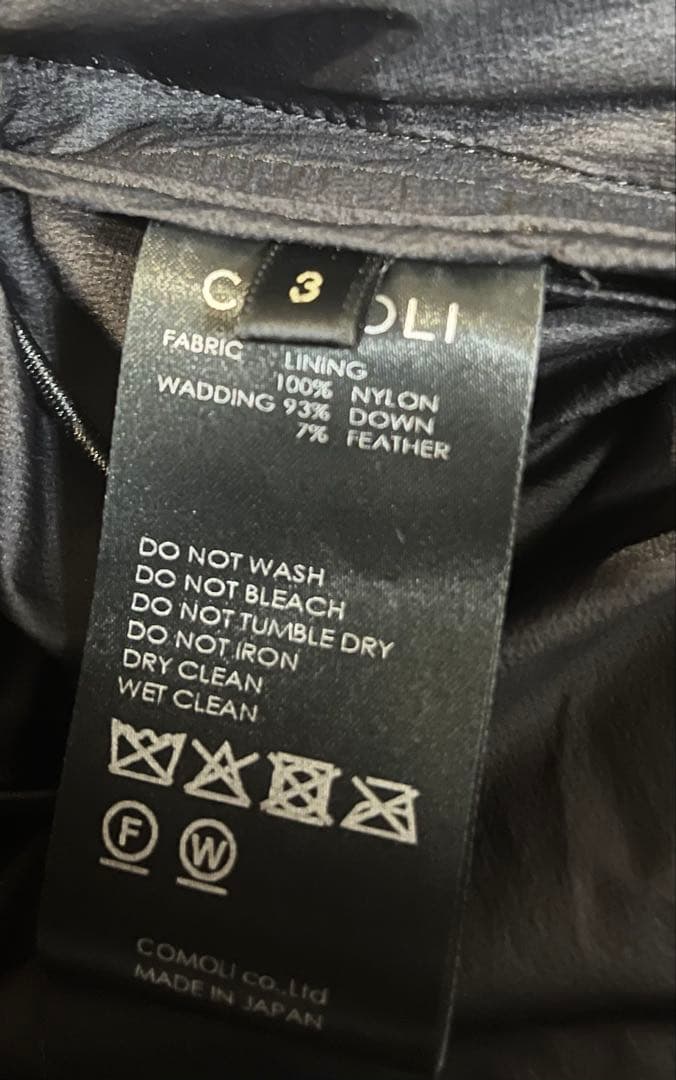 3
C OLI
FABRIC LINING
100% NYLON
WADDING 93% DOWN
7% FEATHER
DO NOT WASH
DO NOT BLEACH
DO NOT TUMBLE DRY
DO NOT IRON
DRY CLEAN
WET CLEAN
F W
COMOLI co.,Ltd
MADE IN JAPAN